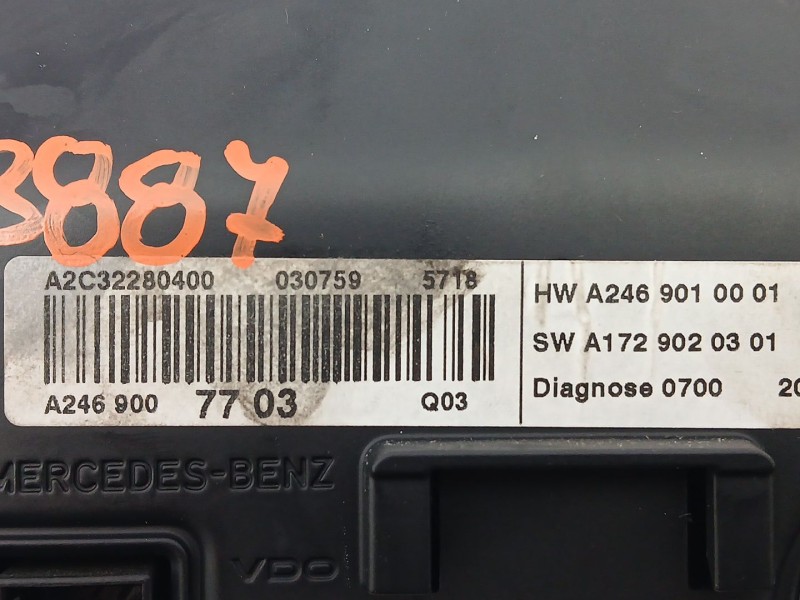 3887
A2C32280400 030759 5718
A246 900 77 03 Q03
HW A246 901 00 01
SW A172 902 03 01
Diagnose 0700 20
MERCEDES-BENZ
VDO